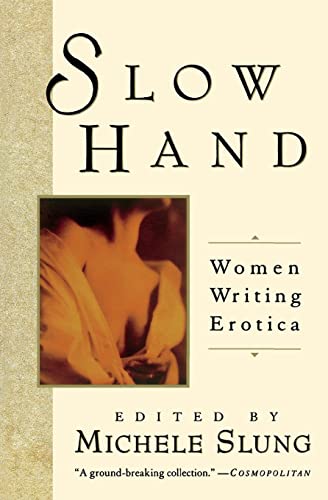 SLOW
HAND
Women
Writing
Erotica
EDITED BY
MICHELE SLUNG
"A ground-breaking collection."—COSMOPOLITAN